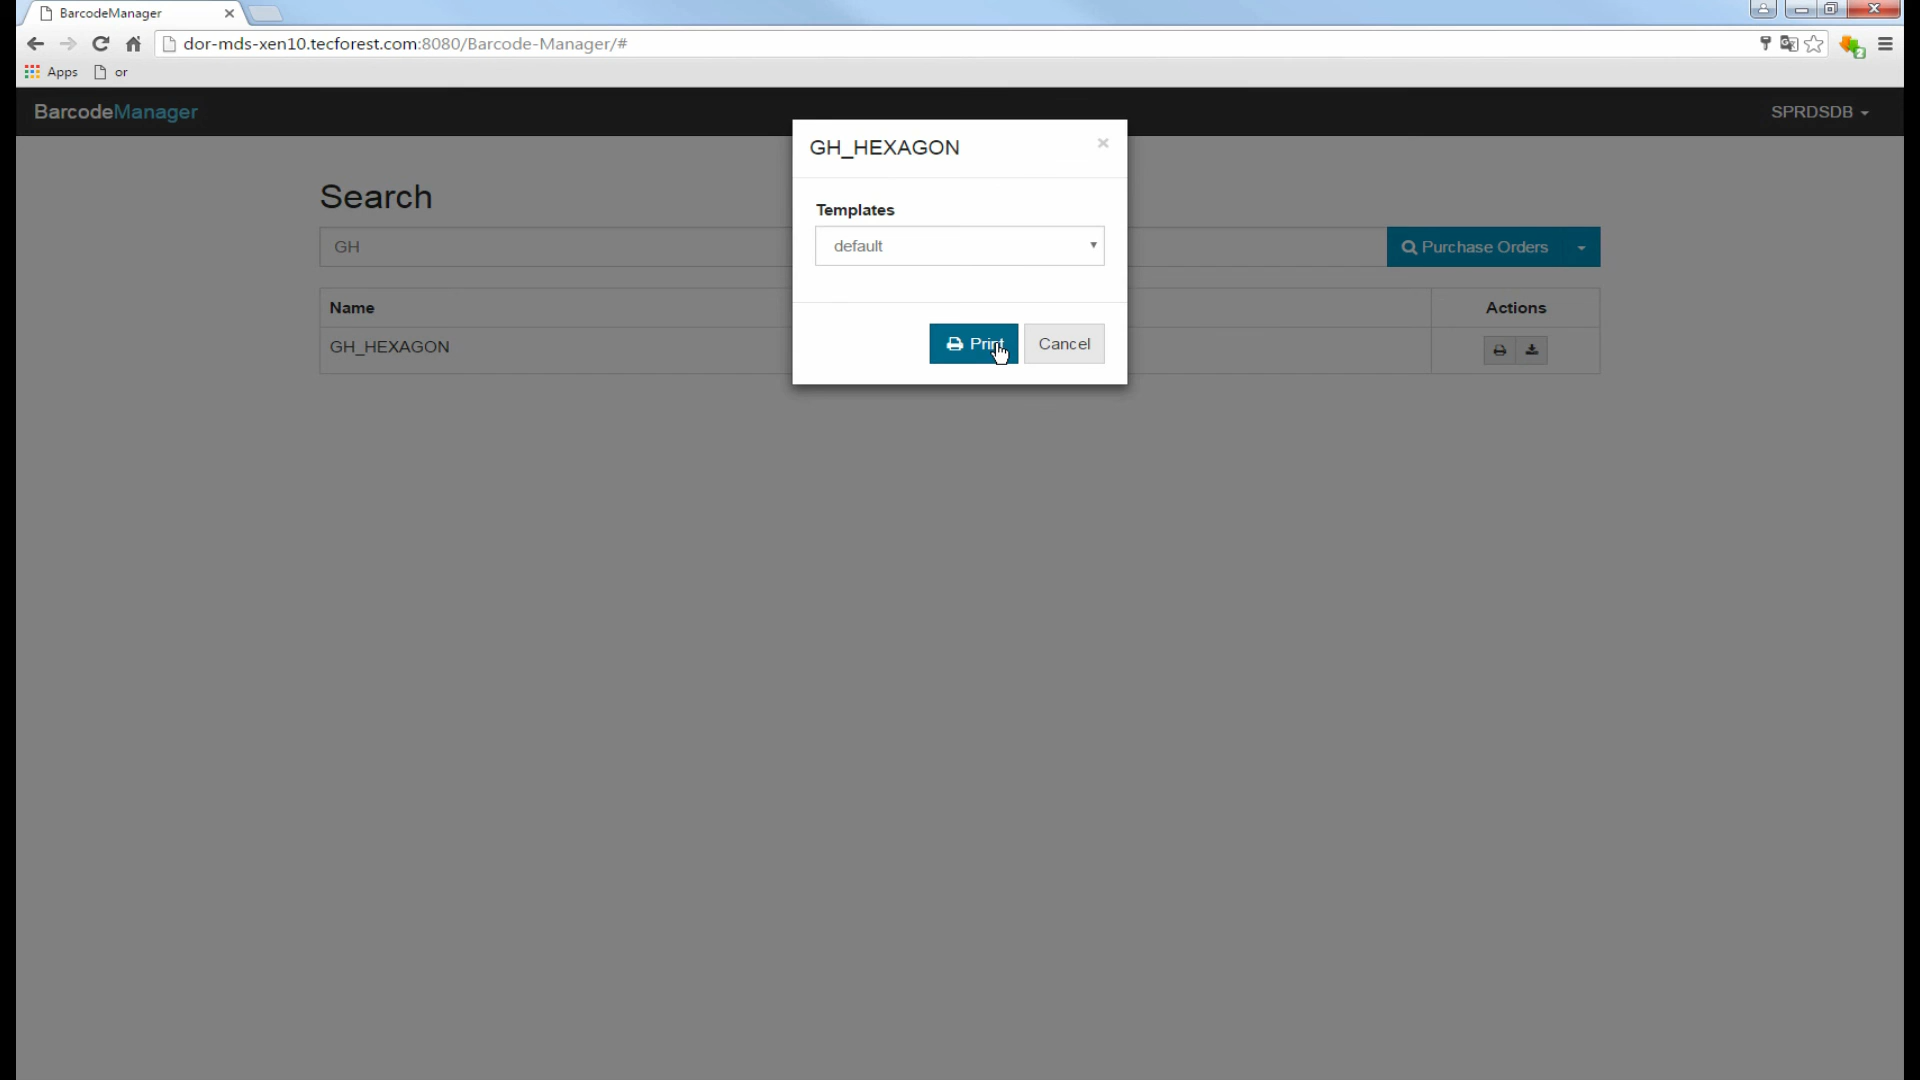 BarcodeManager
dor-mds-xen10.tecforest.com:8080/Barcode-Manager/#
Apps or
BarcodeManager SPRDSDB
GH_HEXAGON ×
Search
Templates
GH default Purchase Orders
Name Actions
GH_HEXAGON
Print Cancel